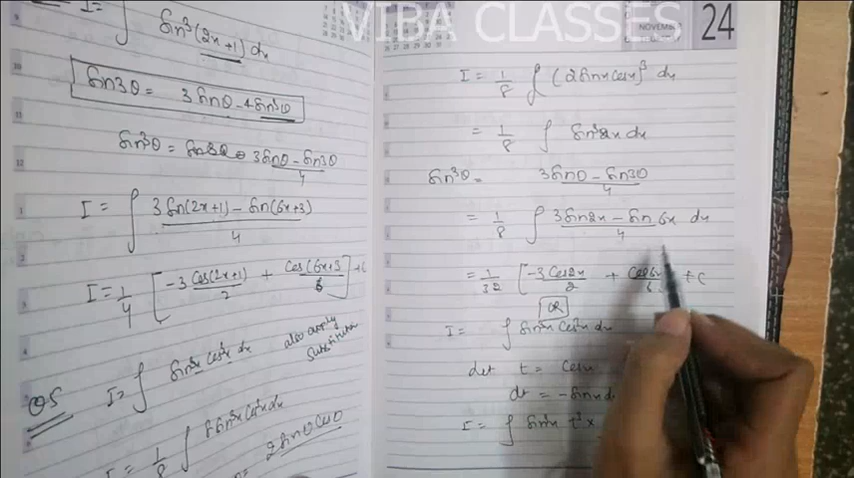 VIBA CLASSES
NOVEMBER
24
I = ∫ Sin³(2x+1) dx
Sin3θ = 3Sinθ - 4Sin³θ
Sin³θ = 3Sinθ - Sin3θ / 4
I = ∫ 3Sin(2x+1) - Sin(6x+3) / 4
I = 1/4 [-3Cos(2x+1)/2 + Cos(6x+3/6] + C
Q5 I = ∫ Sin³x Cos³x dx also apply
Substitution
I = 1/8 ∫ 8Sin³x Cos³x dx
2SinθCosθ
I = 1/8 ∫ (2Sinx Cosx)³ dx
= 1/8 ∫ Sin³2x dx
Sin³θ = 3Sinθ - Sin3θ / 4
= 1/8 ∫ 3Sin2x - Sin6x / 4 dx
= 1/32 [-3Cos2x/2 + Cos6x/6 + C
OR
I = ∫ Sin³x Cos³x dx
Let t = Cosx
dt = -Sinx
I = ∫ Sin³x t³ x